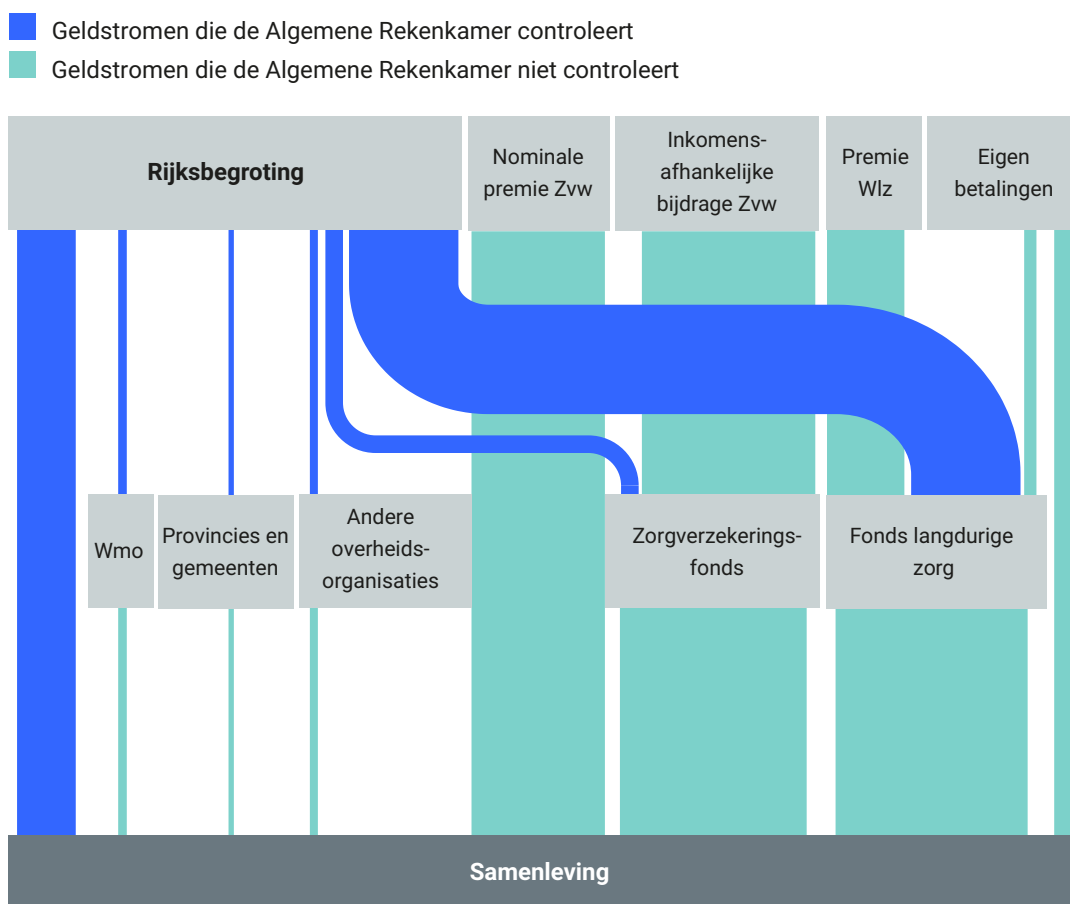 Geldstromen die de Algemene Rekenkamer controleert
Geldstromen die de Algemene Rekenkamer niet controleert
Rijksbegroting
Nominale
premie Zvw
Inkomens-
afhankelijke
bijdrage Zvw
Premie
Wlz
Eigen
betalingen
Wmo
Provincies en
gemeenten
Andere
overheids-
organisaties
Zorgverzekerings-
fonds
Fonds langdurige
zorg
Samenleving